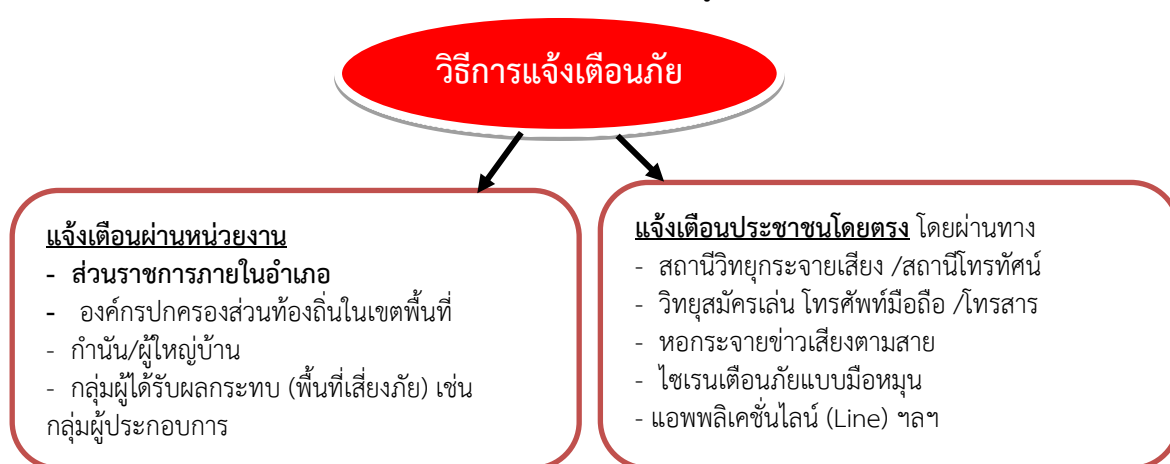 วิธีการแจ้งเตือนภัย
แจ้งเตือนผ่านหน่วยงาน
- ส่วนราชการภายในอำเภอ
- องค์กรปกครองส่วนท้องถิ่นในเขตพื้นที่
- กำนัน/ผู้ใหญ่บ้าน
- กลุ่มผู้ได้รับผลกระทบ (พื้นที่เสี่ยงภัย) เช่น
กลุ่มผู้ประกอบการ
แจ้งเตือนประชาชนโดยตรง โดยผ่านทาง
- สถานีวิทยุกระจายเสียง /สถานีโทรทัศน์
- วิทยุสมัครเล่น โทรศัพท์มือถือ /โทรสาร
- หอกระจายข่าวเสียงตามสาย
- ไซเรนเตือนภัยแบบมือหมุน
- แอพพลิเคชั่นไลน์ (Line) ฯลฯ